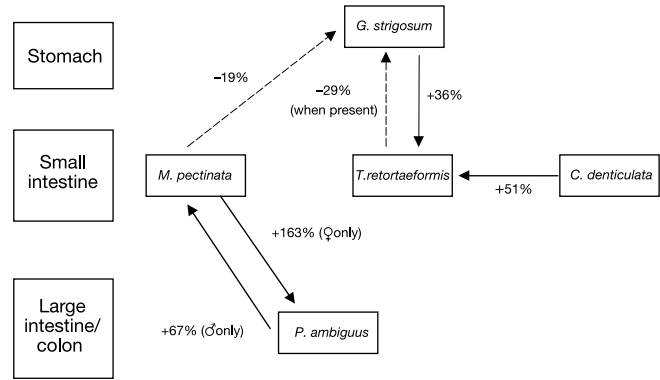 G. strigosum
Stomach
–19%
–29%
(when present)
+36%
Small
intestine
M. pectinata
T.retortaeformis
C. denticulata
+51%
+163% (♀only)
Large
intestine/
colon
+67% (♂only)
P. ambiguus